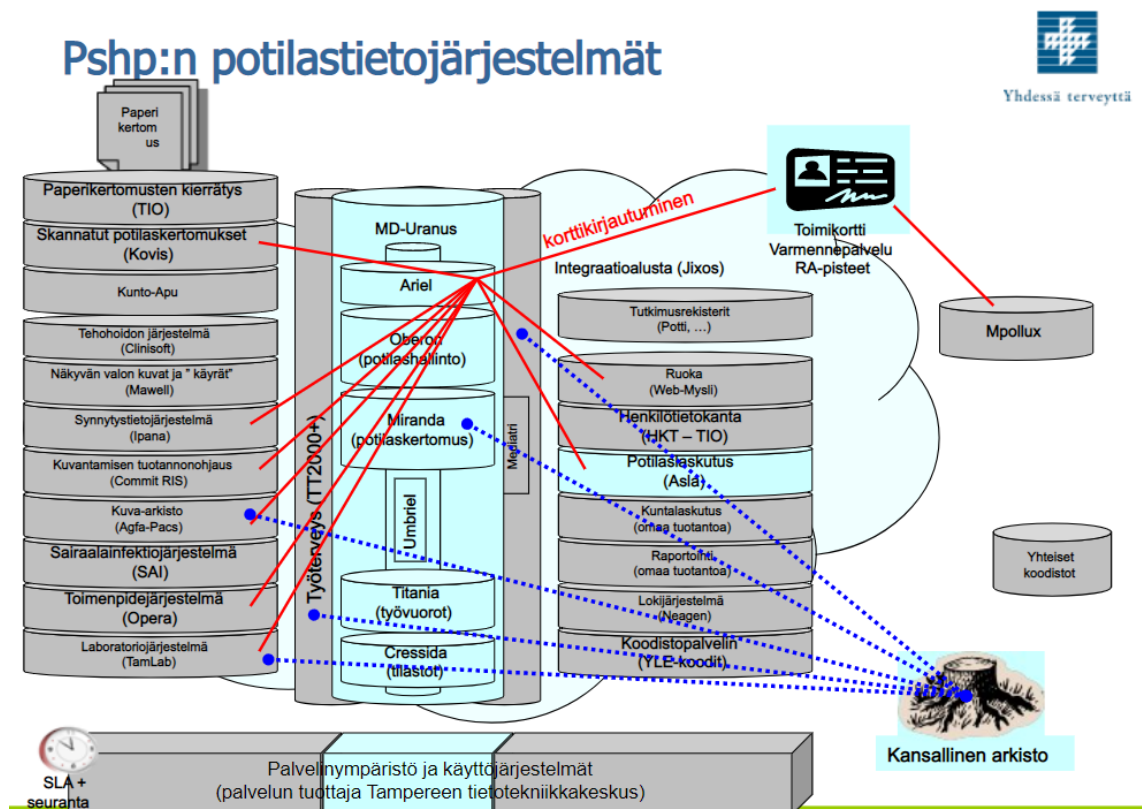 Pshp:n potilastietojärjestelmät
Yhdessä terveyttä
Paperi
kertom
us
Paperikertomusten kierrätys
(TIO)
Skannatut potilaskertomukset
(Kovis)
Kunto-Apu
Tehohoidon järjestelmä
(Clinisoft)
Näkyvän valon kuvat ja " käyrät"
(Mawell)
Synnytystietojärjestelmä
(Ipana)
Kuvantamisen tuotannonohjaus
(Commit RIS)
Kuva-arkisto
(Agfa-Pacs)
Sairaalainfektiojärjestelmä
(SAI)
Toimenpidejärjestelmä
(Opera)
Laboratoriojärjestelmä
(TamLab)
Työterveys (TT2000+)
MD-Uranus
Ariel
Oberon
(potilashallinto)
Miranda
(potilaskertomus)
Umbriel
Titania
(työvuorot)
Cressida
(tilastot)
Mediatri
korttikirjautuminen
Integraatioalusta (Jixos)
Tutkimusrekisterit
(Potti, ...)
Ruoka
(Web-Mysli)
Henkilötietokanta
(HKT – TIO)
Potilaslaskutus
(Asla)
Kuntalaskutus
(omaa tuotantoa)
Raportointi
(omaa tuotantoa)
Lokijärjestelmä
(Neagen)
Koodistopalvelin
(YLE-koodit)
Toimikortti
Varmennepalvelu
RA-pisteet
Mpollux
Yhteiset
koodistot
Kansallinen arkisto
SLA +
seuranta
Palvelinympäristö ja käyttöjärjestelmät
(palvelun tuottaja Tampereen tietotekniikkakeskus)